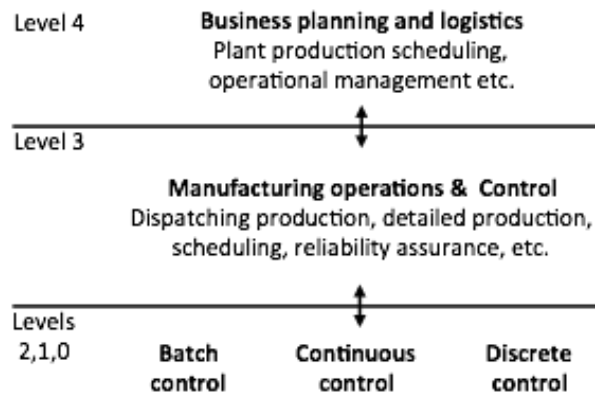 Level 4
Business planning and logistics
Plant production scheduling,
operational management etc.
Level 3
Manufacturing operations & Control
Dispatching production, detailed production,
scheduling, reliability assurance, etc.
Levels
2,1,0
Batch
control
Continuous
control
Discrete
control